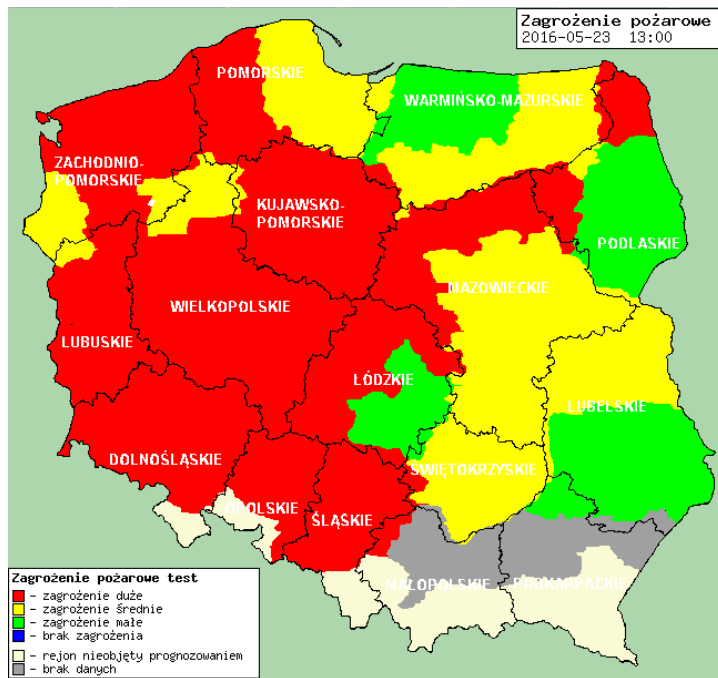 Zagrożenie pożarowe
2016-05-23 13:00
POMORSKIE
WARMIŃSKO-MAZURSKIE
ZACHODNIO-
POMORSKIE
KUJAWSKO-
POMORSKIE
PODLASKIE
MAZOWIECKIE
WIELKOPOLSKIE
LUBUSKIE
ŁÓDZKIE
LUBELSKIE
DOLNOŚLĄSKIE
ŚWIĘTOKRZYSKIE
OPOLSKIE
ŚLĄSKIE
MAŁOPOLSKIE
PODKARPACKIE
Zagrożenie pożarowe test
- zagrożenie duże
- zagrożenie średnie
- zagrożenie małe
- brak zagrożenia
- rejon nieobjęty prognozowaniem
- brak danych